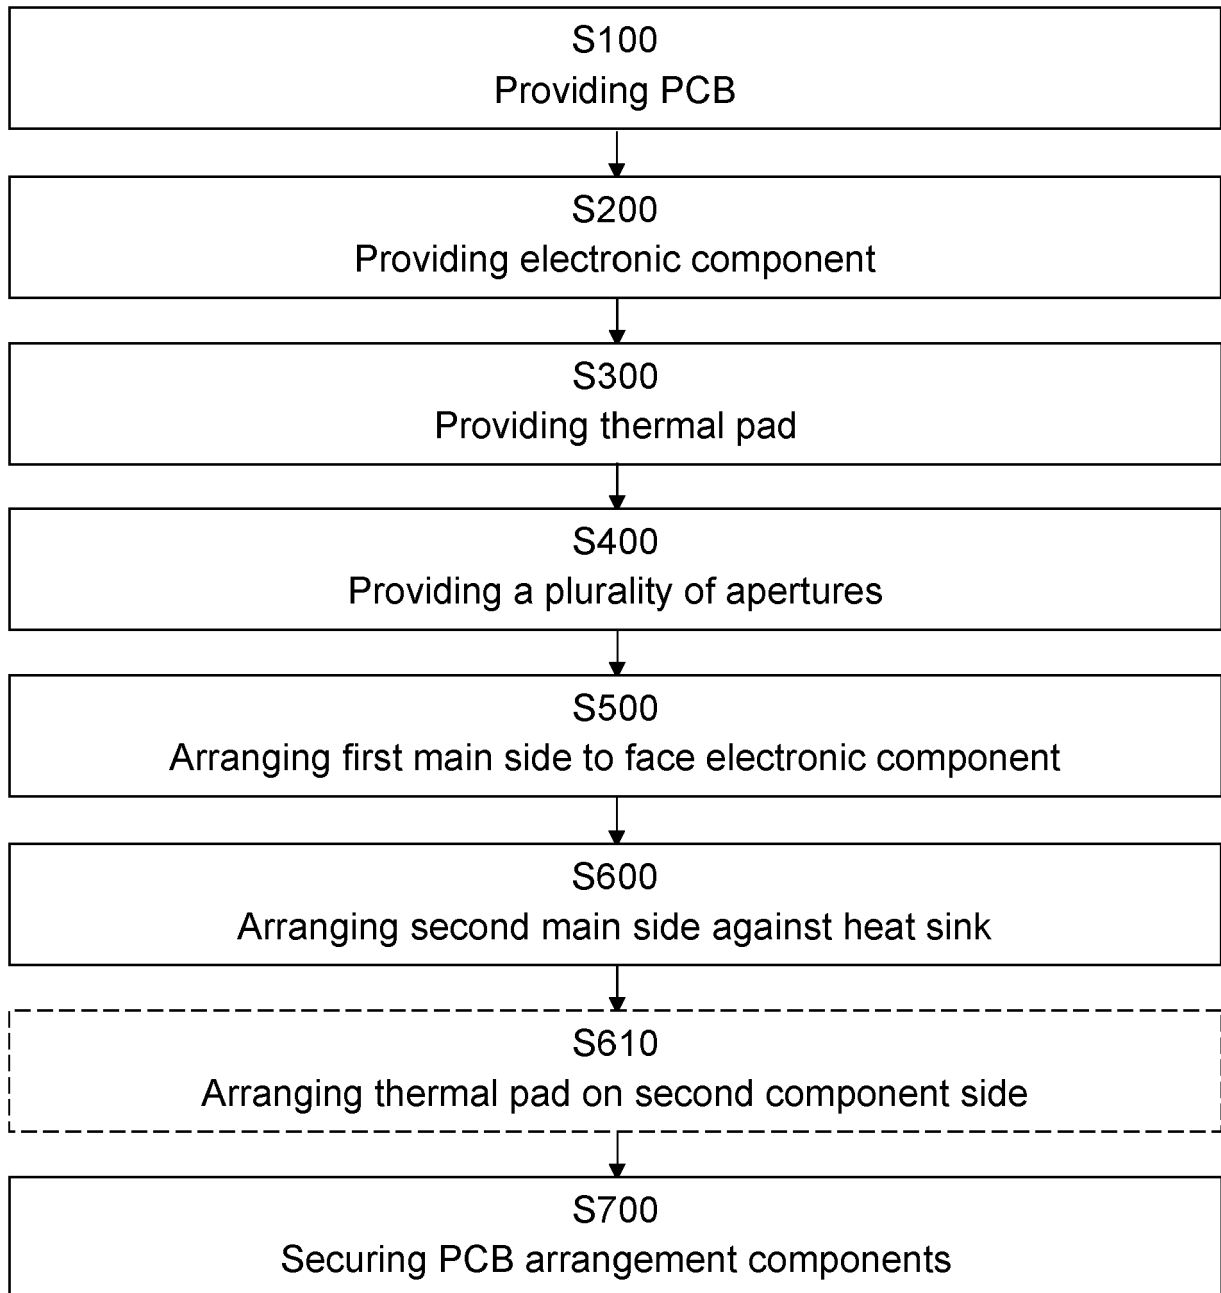 S100
Providing PCB
S200
Providing electronic component
S300
Providing thermal pad
S400
Providing a plurality of apertures
S500
Arranging first main side to face electronic component
S600
Arranging second main side against heat sink
S610
Arranging thermal pad on second component side
S700
Securing PCB arrangement components